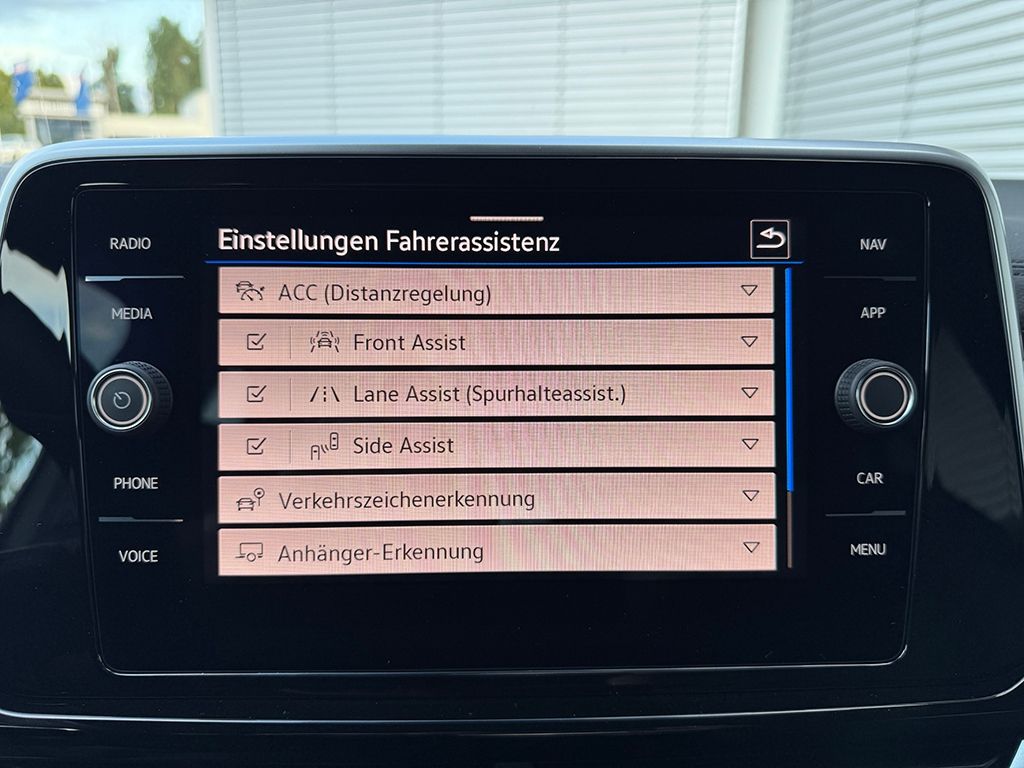 RADIO
MEDIA
PHONE
VOICE
Einstellungen Fahrerassistenz
ACC (Distanzregelung)
Front Assist
Lane Assist (Spurhalteassist.)
Side Assist
Verkehrszeichenerkennung
Anhänger-Erkennung
NAV
APP
CAR
MENU